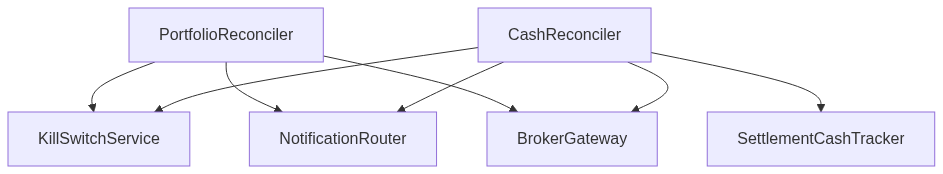 PortfolioReconciler
CashReconciler
KillSwitchService
NotificationRouter
BrokerGateway
SettlementCashTracker